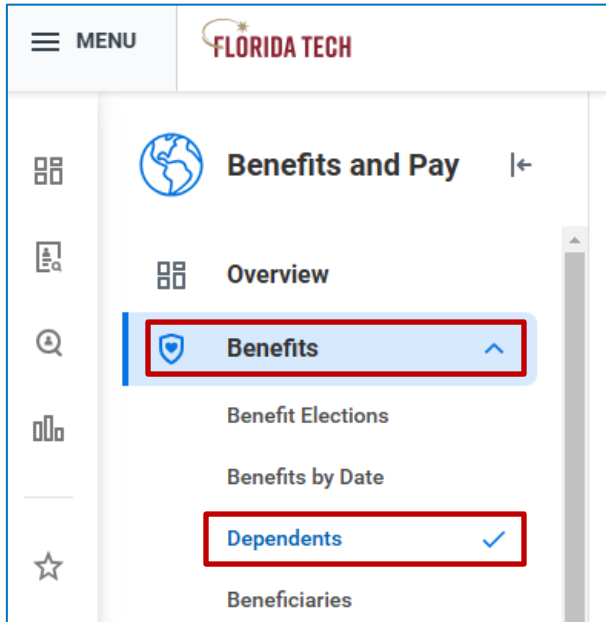 MENU
FLORIDA TECH
Benefits and Pay
Overview
Benefits
Benefit Elections
Benefits by Date
Dependents
Beneficiaries